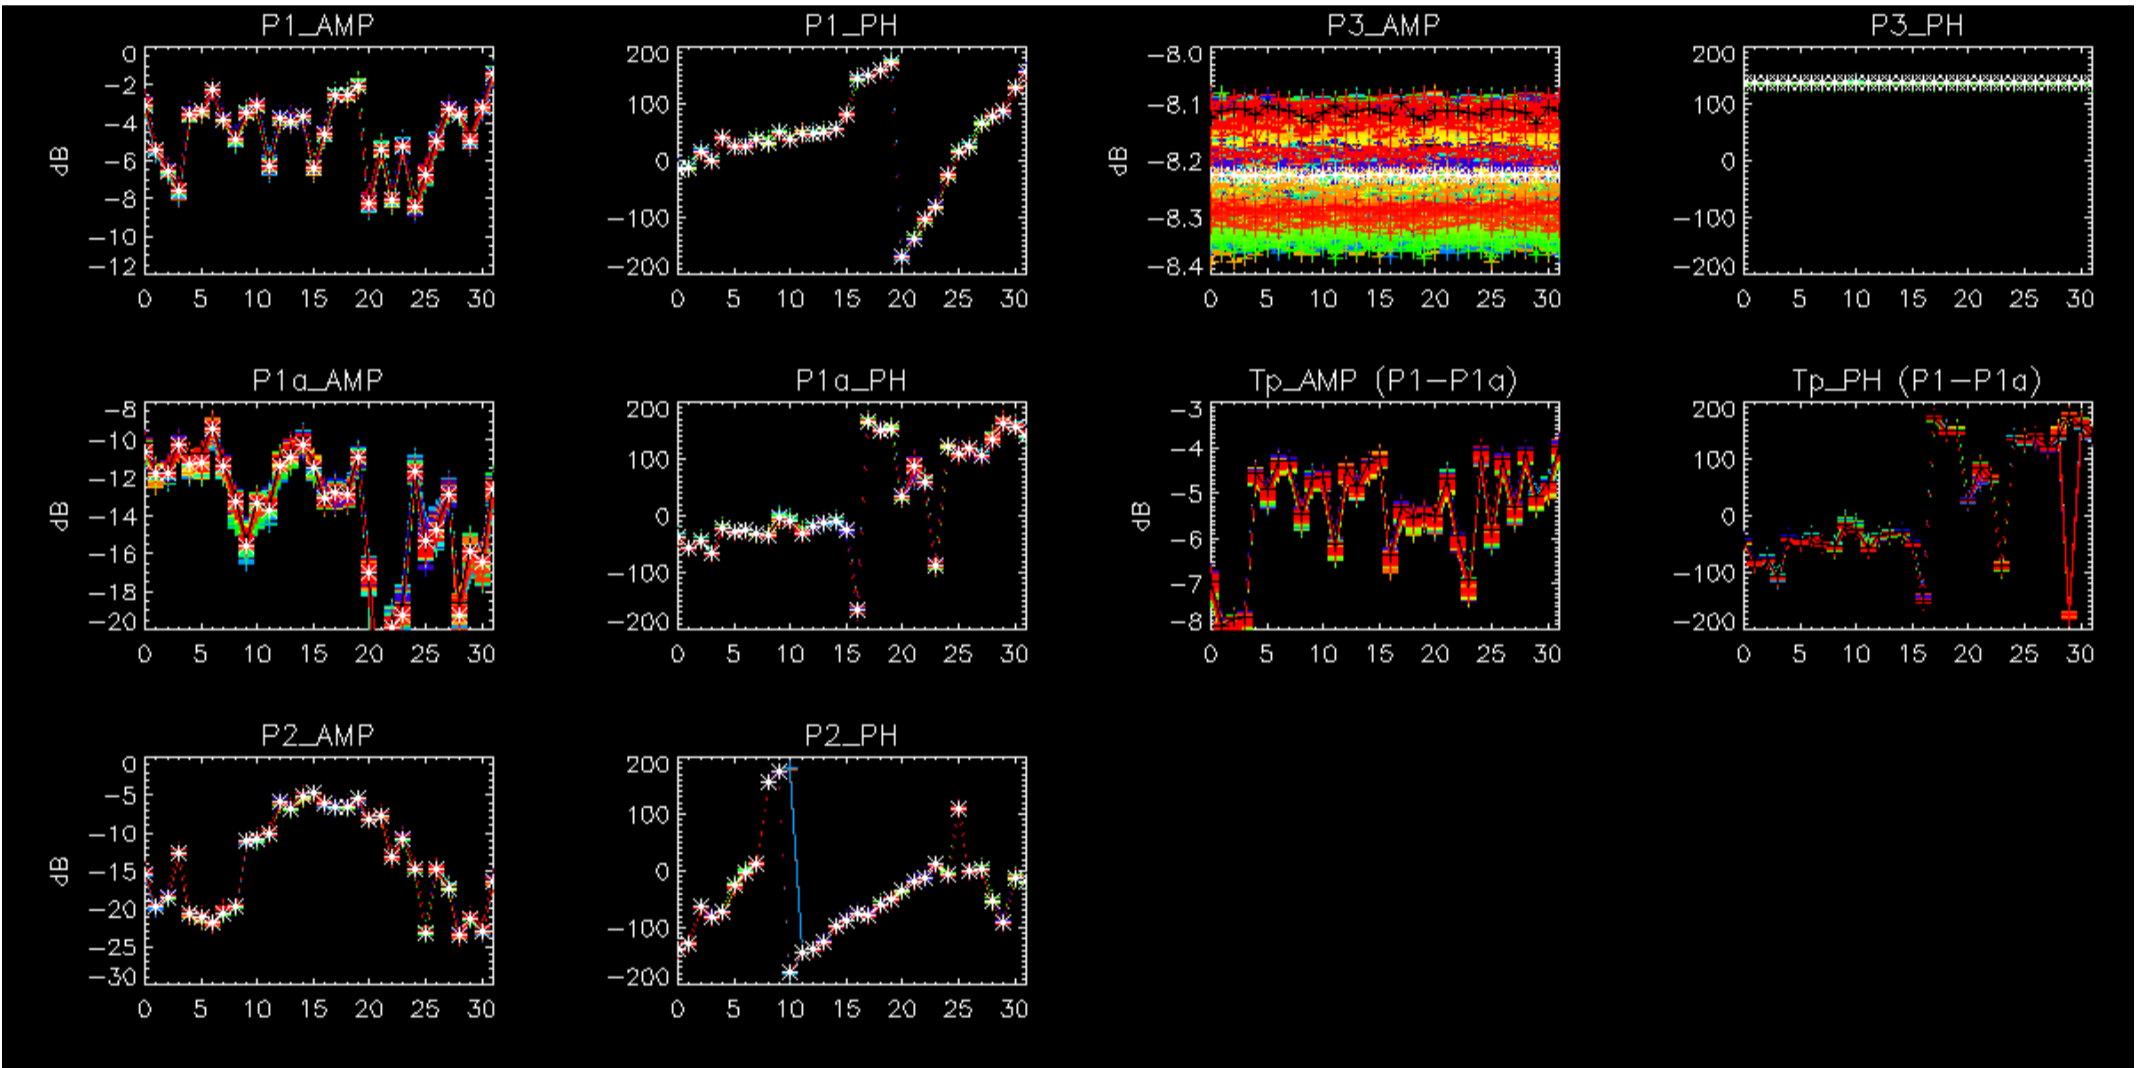 P1_AMP
0
−2
−4
−6
−8
−10
−12
dB
0 5 10 15 20 25 30
P1_PH
200
100
0
−100
−200
0 5 10 15 20 25 30
P3_AMP
−8.0
−8.1
−8.2
−8.3
−8.4
dB
0 5 10 15 20 25 30
P3_PH
200
100
0
−100
−200
0 5 10 15 20 25 30
P1a_AMP
−8
−10
−12
−14
−16
−18
−20
dB
0 5 10 15 20 25 30
P1a_PH
200
100
0
−100
−200
0 5 10 15 20 25 30
Tp_AMP (P1−P1a)
−3
−4
−5
−6
−7
−8
dB
0 5 10 15 20 25 30
Tp_PH (P1−P1a)
200
100
0
−100
−200
0 5 10 15 20 25 30
P2_AMP
0
−5
−10
−15
−20
−25
−30
dB
0 5 10 15 20 25 30
P2_PH
200
100
0
−100
−200
0 5 10 15 20 25 30